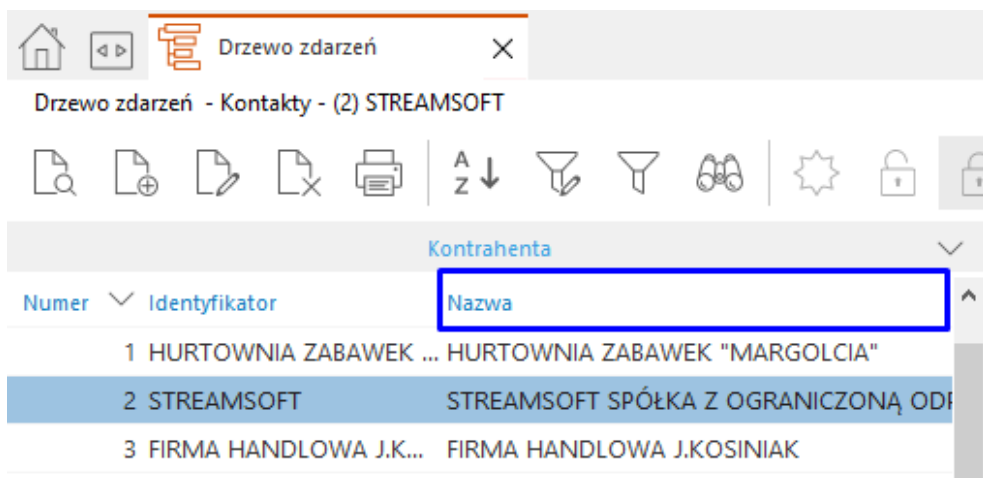 Drzewo zdarzeń
Drzewo zdarzeń - Kontakty - (2) STREAMSOFT
A
Z
Kontrahenta
Numer Identyfikator Nazwa
1 HURTOWNIA ZABAWEK ... HURTOWNIA ZABAWEK "MARGOLCIA"
2 STREAMSOFT STREAMSOFT SPÓŁKA Z OGRANICZONĄ
3 FIRMA HANDLOWA J.K... FIRMA HANDLOWA J.KOSINIAK